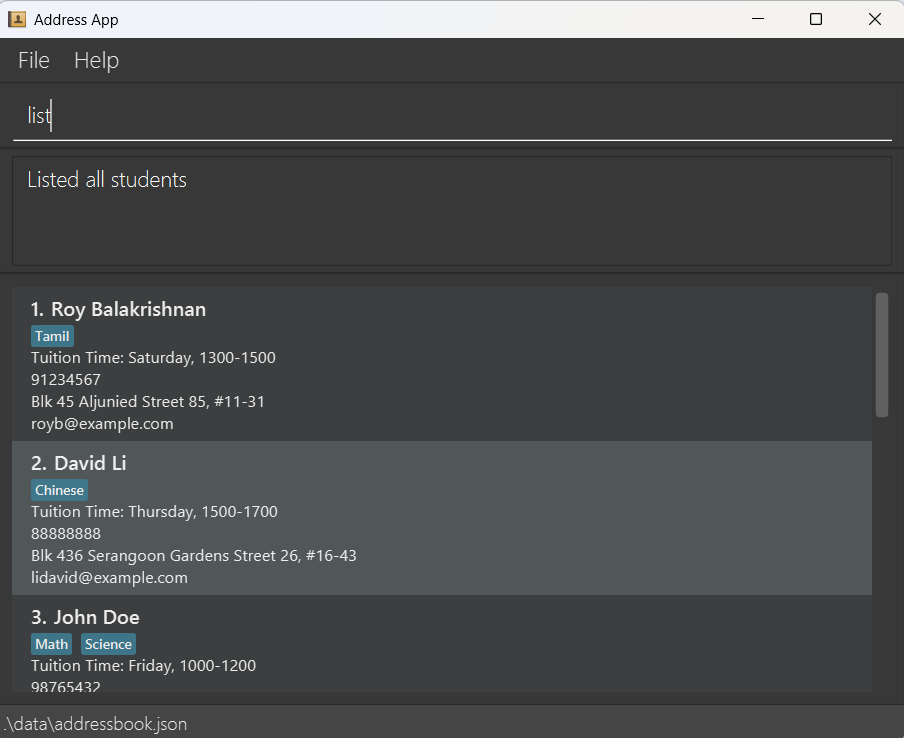 Address App
File Help
list
Listed all students
1. Roy Balakrishnan
Tamil
Tuition Time: Saturday, 1300-1500
91234567
Blk 45 Aljunied Street 85, #11-31
royb@example.com
2. David Li
Chinese
Tuition Time: Thursday, 1500-1700
88888888
Blk 436 Serangoon Gardens Street 26, #16-43
lidavid@example.com
3. John Doe
Math Science
Tuition Time: Friday, 1000-1200
98765432
.\data\addressbook.json